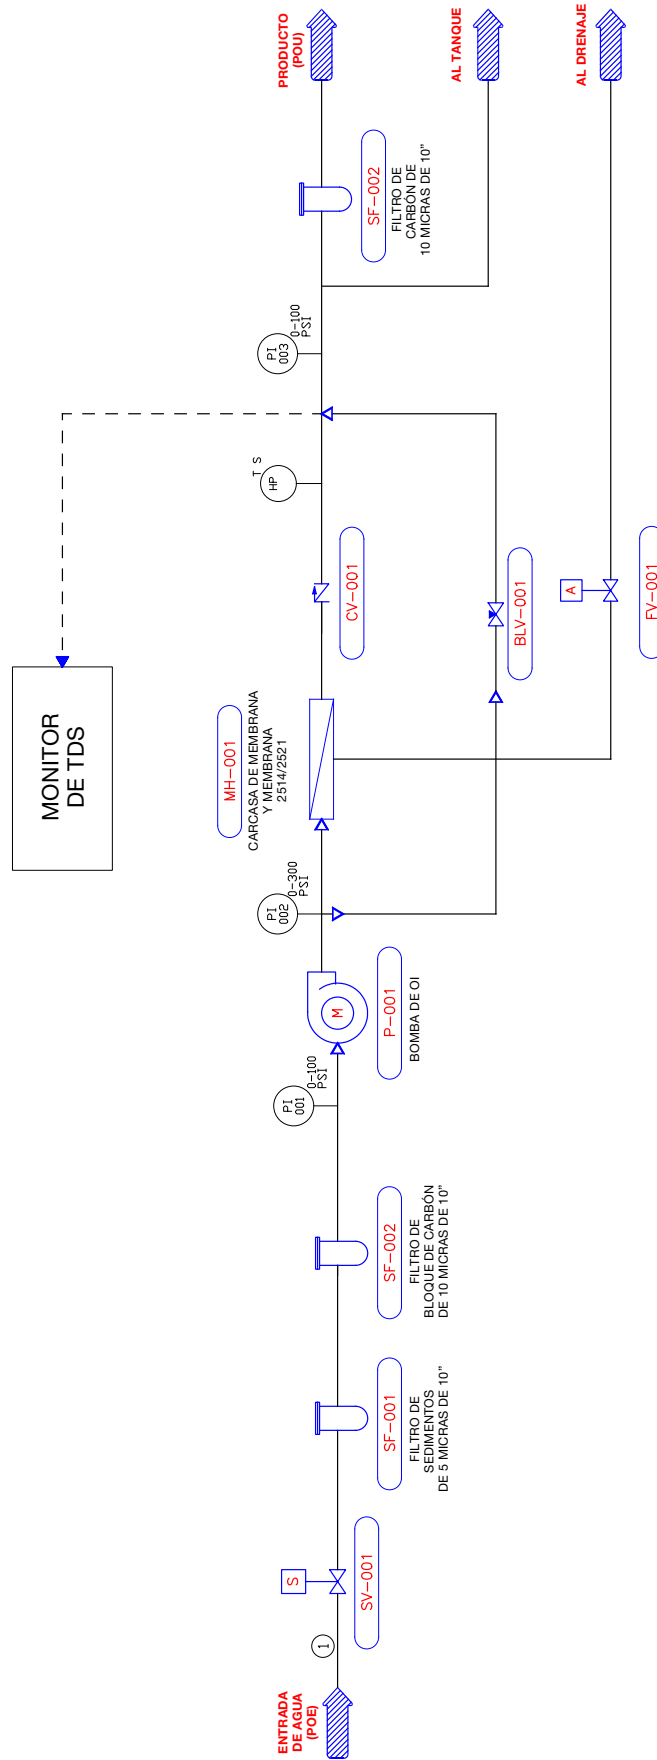 MONITOR
DE TDS
ENTRADA
DE AGUA
(POE)
1
S
SV-001
SF-001
FILTRO DE
SEDIMENTOS
DE 5 MICRAS DE 10"
SF-002
FILTRO DE
BLOQUE DE CARBÓN
DE 10 MICRAS DE 10"
PI
001
0-100
PSI
M
P-001
BOMBA DE OI
PI
002
0-300
PSI
MH-001
CARCASA DE MEMBRANA
Y MEMBRANA
2514/2521
CV-001
HP
T S
BLV-001
A
FV-001
PI
003
0-100
PSI
SF-002
FILTRO DE
CARBÓN DE
10 MICRAS DE 10"
PRODUCTO
(POU)
AL TANQUE
AL DRENAJE